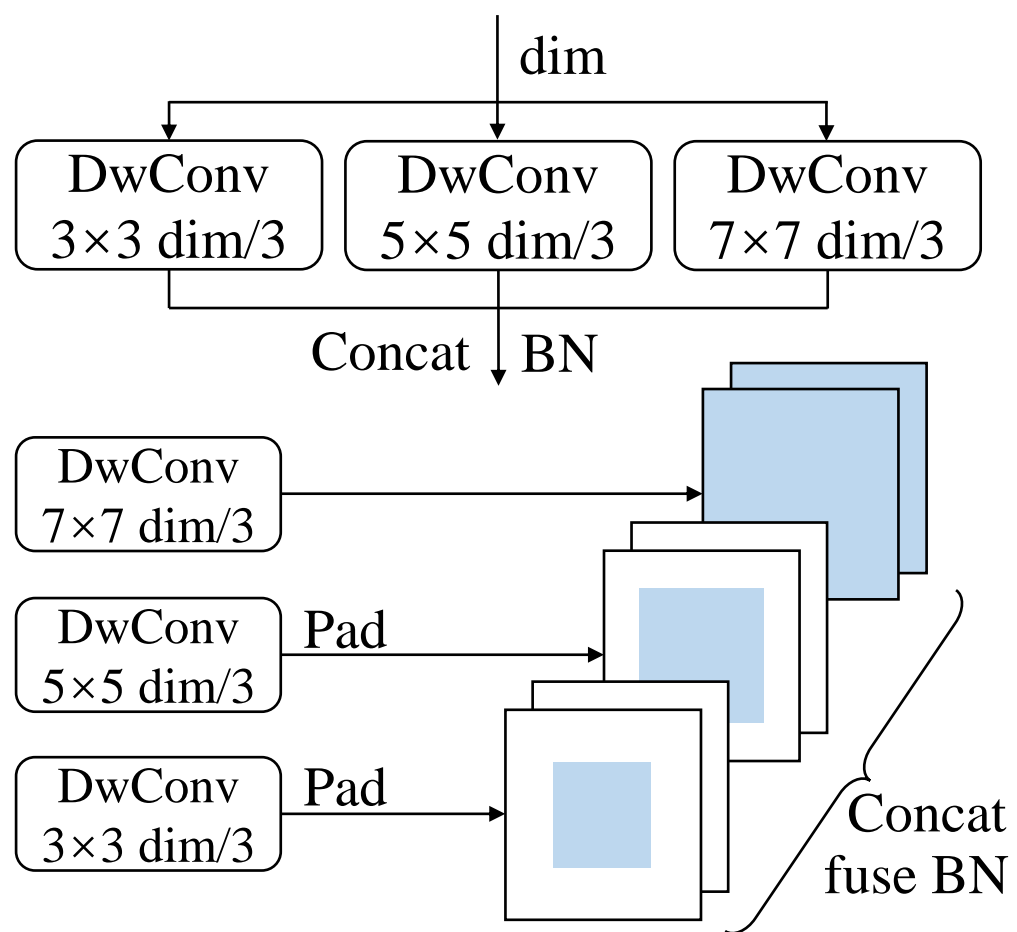 dim
DwConv
3×3 dim/3
DwConv
5×5 dim/3
DwConv
7×7 dim/3
Concat BN
DwConv
7×7 dim/3
DwConv
5×5 dim/3
Pad
DwConv
3×3 dim/3
Pad
Concat
fuse BN